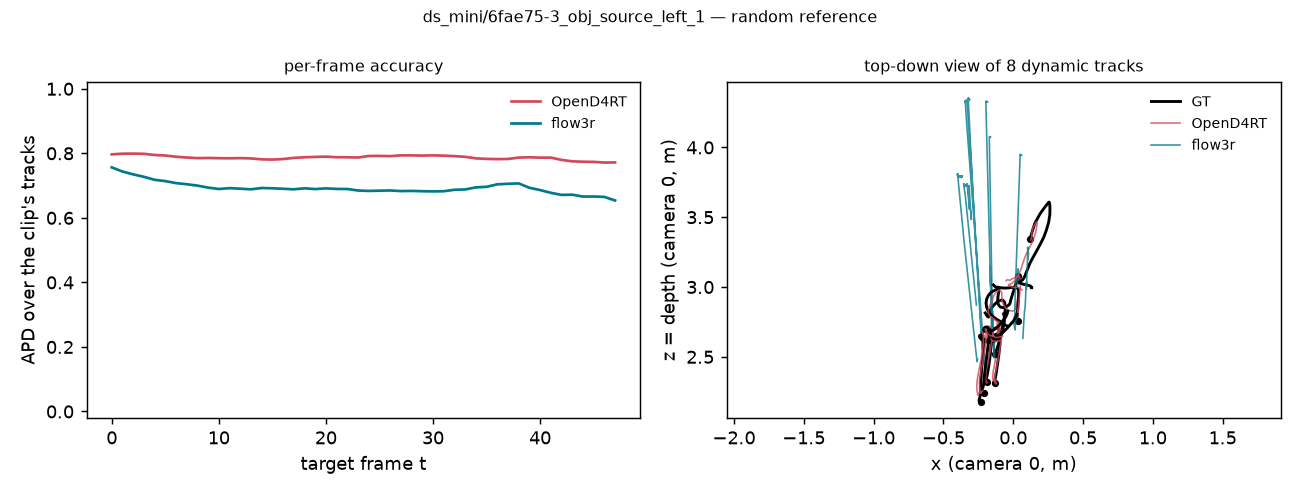 ds_mini/6fae75-3_obj_source_left_1 — random reference
per-frame accuracy
1.0
0.8
0.6
0.4
0.2
0.0
APD over the clip's tracks
0
10
20
30
40
target frame t
OpenD4RT
flow3r
top-down view of 8 dynamic tracks
4.0
3.5
3.0
2.5
z = depth (camera 0, m)
−2.0
−1.5
−1.0
−0.5
0.0
0.5
1.0
1.5
x (camera 0, m)
GT
OpenD4RT
flow3r